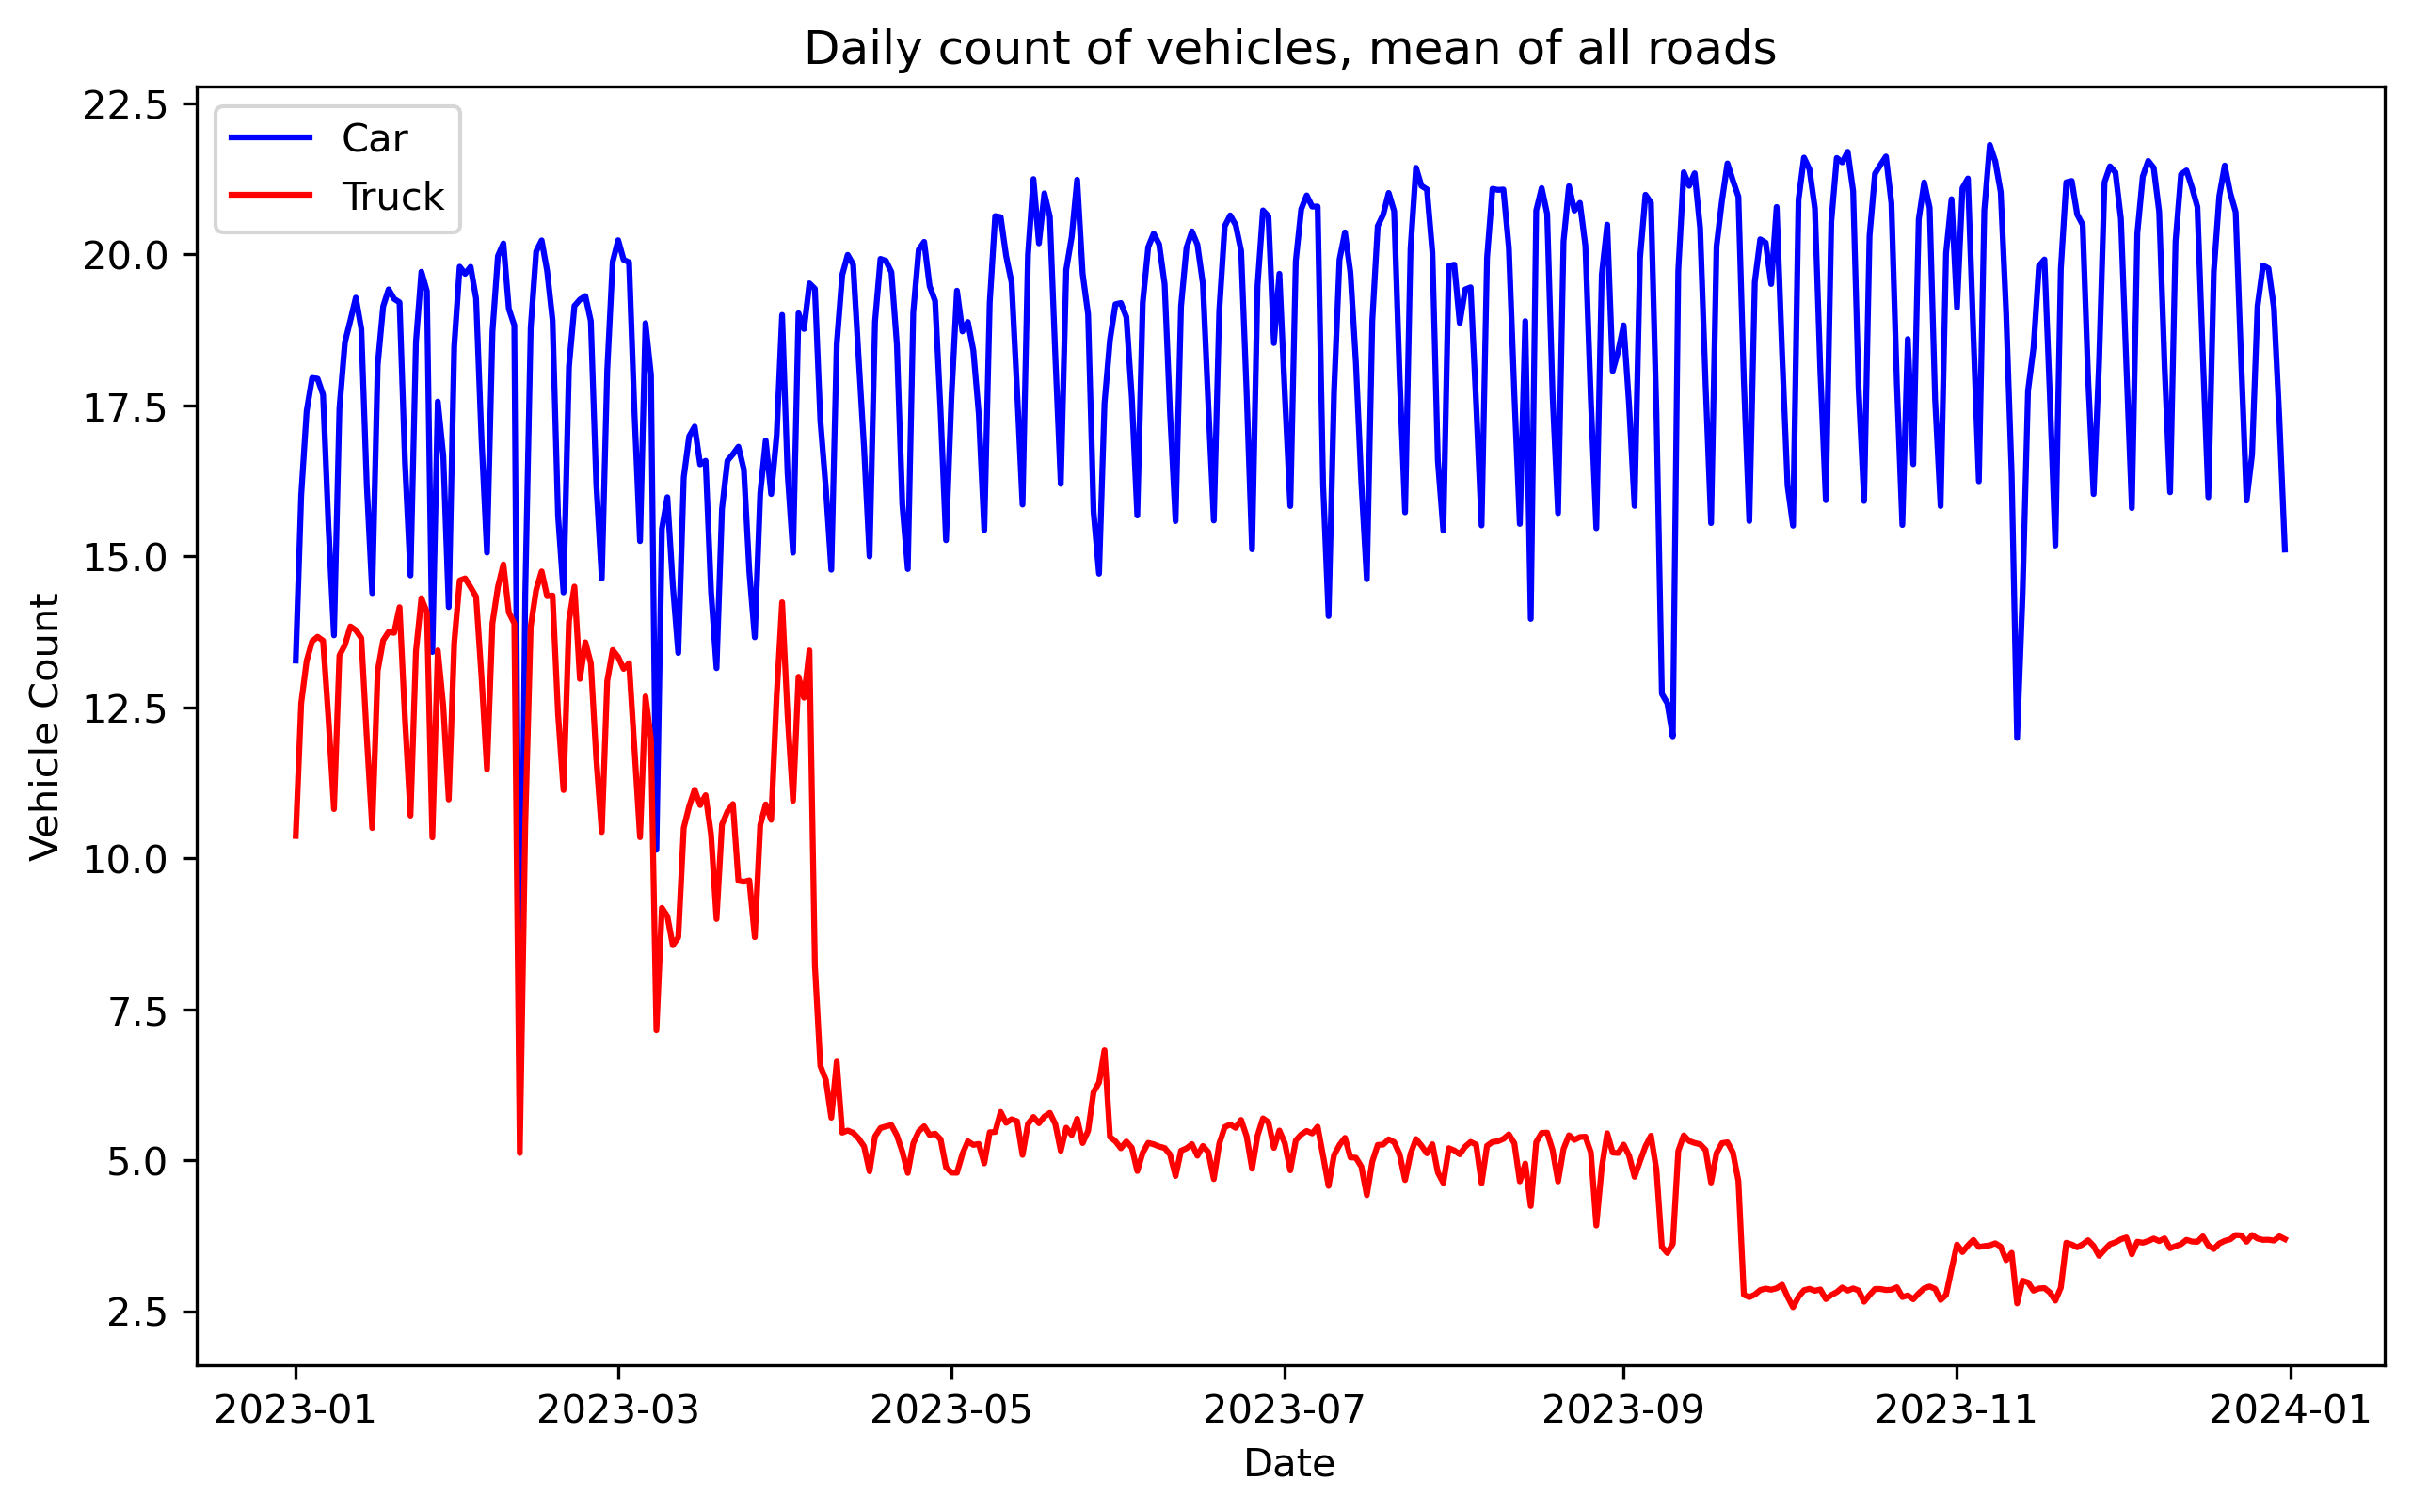 Daily count of vehicles, mean of all roads
Car
Truck
Vehicle Count
22.5
20.0
17.5
15.0
12.5
10.0
7.5
5.0
2.5
2023-01 2023-03 2023-05 2023-07 2023-09 2023-11 2024-01
Date